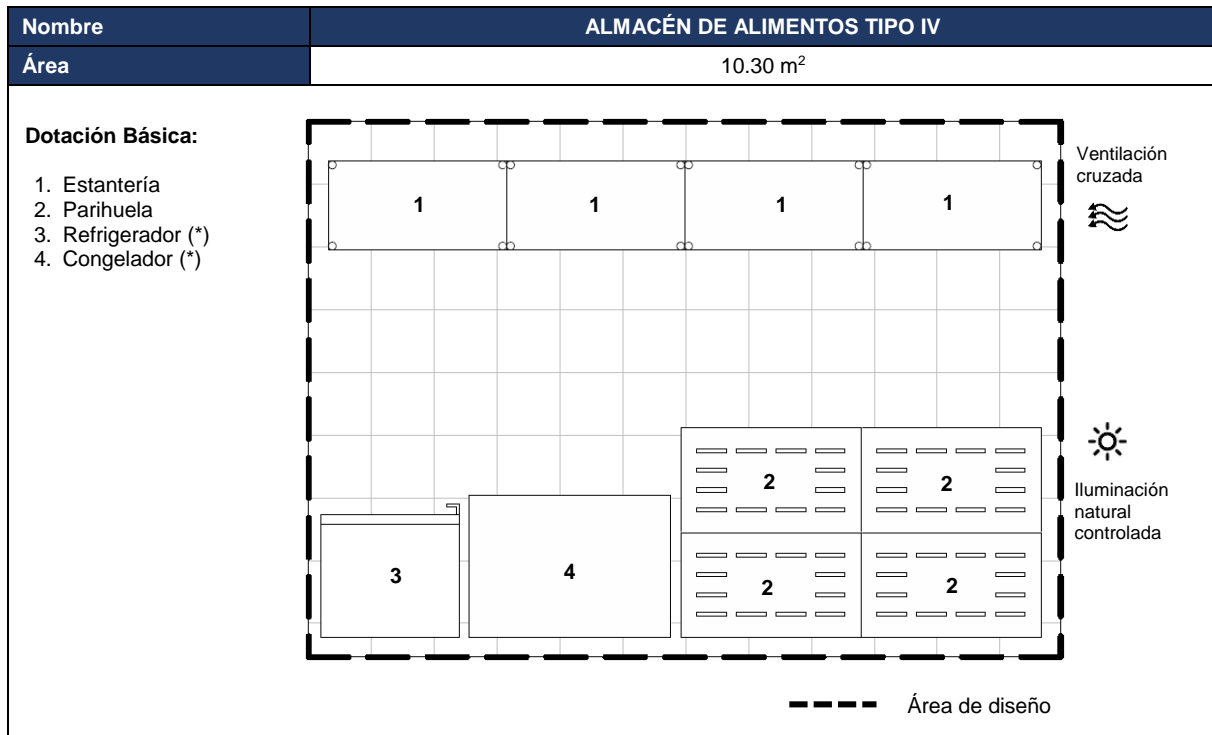 Nombre
ALMACÉN DE ALIMENTOS TIPO IV
Área
10.30 m²
Dotación Básica:
1. Estantería
2. Parihuela
3. Refrigerador (*)
4. Congelador (*)
1 1 1 1
Ventilación
cruzada
2 2
Iluminación
natural
controlada
3 4 2 2
Área de diseño